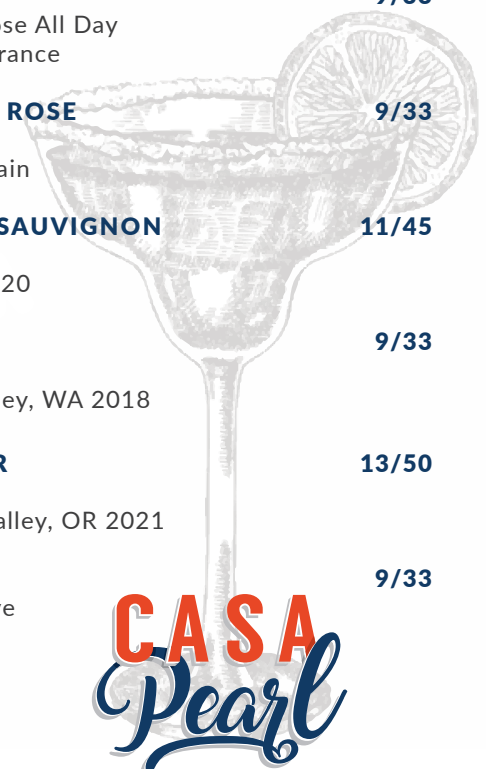 ose All Day
rance
ROSE 9/33
ain
SAUVIGNON 11/45
20
9/33
ey, WA 2018
R 13/50
alley, OR 2021
9/33
re
CASA
Pearl